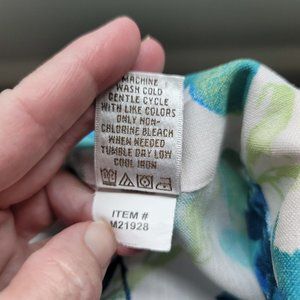 MACHINE
WASH COLD
GENTLE CYCLE
WITH LIKE COLORS
ONLY NON-
CHLORINE BLEACH
WHEN NEEDED
TUMBLE DAY LOW
COOL IRON
ITEM #
M21928